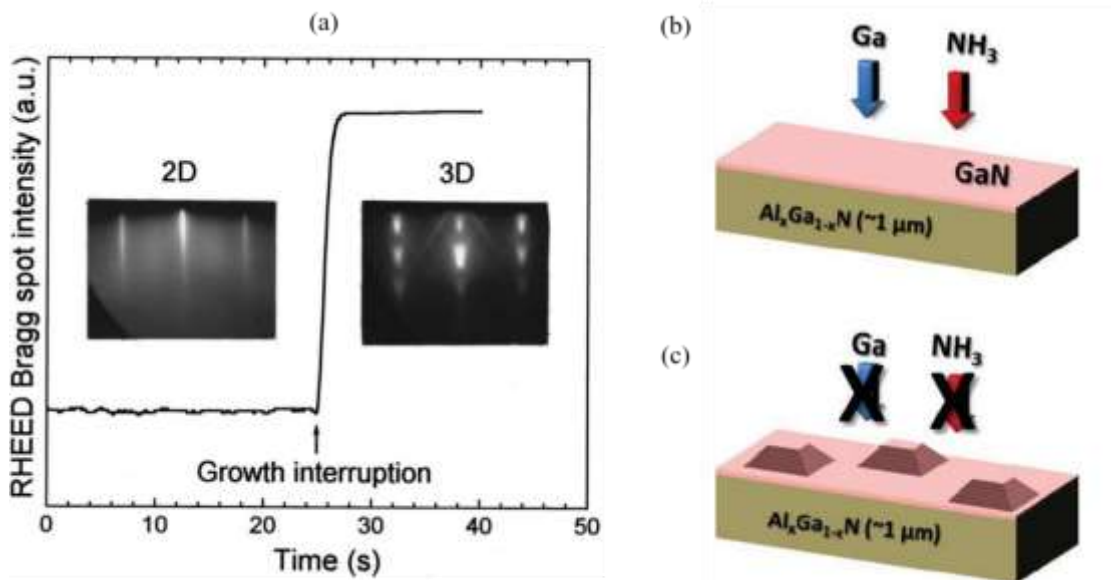 (a)
RHEED Bragg spot intensity (a.u.)
2D
3D
Growth interruption
0 10 20 30 40 50
Time (s)
(b)
Ga
NH₃
GaN
AlₓGa₁₋ₓN (~1 µm)
(c)
Ga
NH₃
AlₓGa₁₋ₓN (~1 µm)